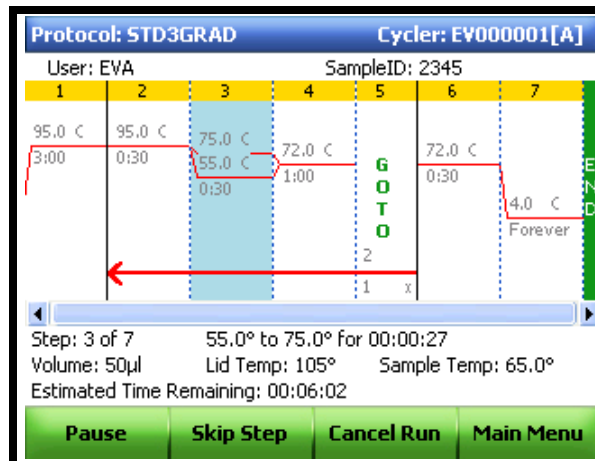 Protocol: STD3GRAD Cycler: EV000001[A]
User: EVA SampleID: 2345
1 2 3 4 5 6 7
95.0 C 95.0 C 75.0 C 72.0 C GOTO 72.0 C END
3:00 0:30 55.0 C 1:00 0:30 4.0 C
0:30 Forever
2
1 x
Step: 3 of 7 55.0° to 75.0° for 00:00:27
Volume: 50µl Lid Temp: 105° Sample Temp: 65.0°
Estimated Time Remaining: 00:06:02
Pause Skip Step Cancel Run Main Menu